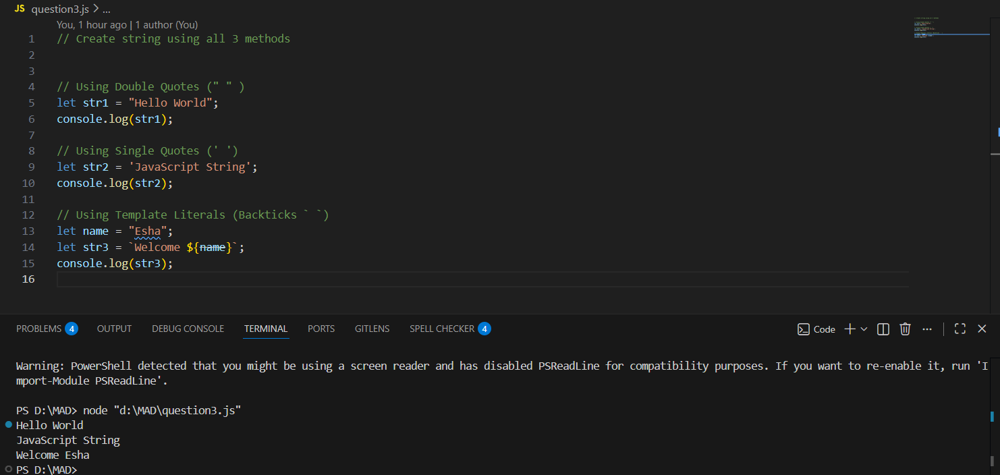 JS question3.js > ...
You, 1 hour ago | 1 author (You)
1 // Create string using all 3 methods
2
3
4 // Using Double Quotes (" " )
5 let str1 = "Hello World";
6 console.log(str1);
7
8 // Using Single Quotes (' ')
9 let str2 = 'JavaScript String';
10 console.log(str2);
11
12 // Using Template Literals (Backticks ` `)
13 let name = "Esha";
14 let str3 = `Welcome ${name}`;
15 console.log(str3);
16
PROBLEMS 4 OUTPUT DEBUG CONSOLE TERMINAL PORTS GITLENS SPELL CHECKER 4 Code
Warning: PowerShell detected that you might be using a screen reader and has disabled PSReadLine for compatibility purposes. If you want to re-enable it, run 'I
mport-Module PSReadLine'.
PS D:\MAD> node "d:\MAD\question3.js"
Hello World
JavaScript String
Welcome Esha
PS D:\MAD>